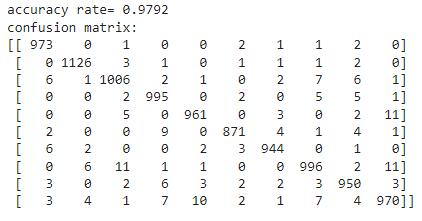 accuracy rate= 0.9792
confusion matrix:
[[ 973 0 1 0 0 2 1 1 2 0]
[ 0 1126 3 1 0 1 1 1 2 0]
[ 6 1 1006 2 1 0 2 7 6 1]
[ 0 0 2 995 0 2 0 5 5 1]
[ 0 0 5 0 961 0 3 0 2 11]
[ 2 0 0 9 0 871 4 1 4 1]
[ 6 2 0 0 2 3 944 0 1 0]
[ 0 6 11 1 1 0 0 996 2 11]
[ 3 0 2 6 3 2 2 3 950 3]
[ 3 4 1 7 10 2 1 7 4 970]]